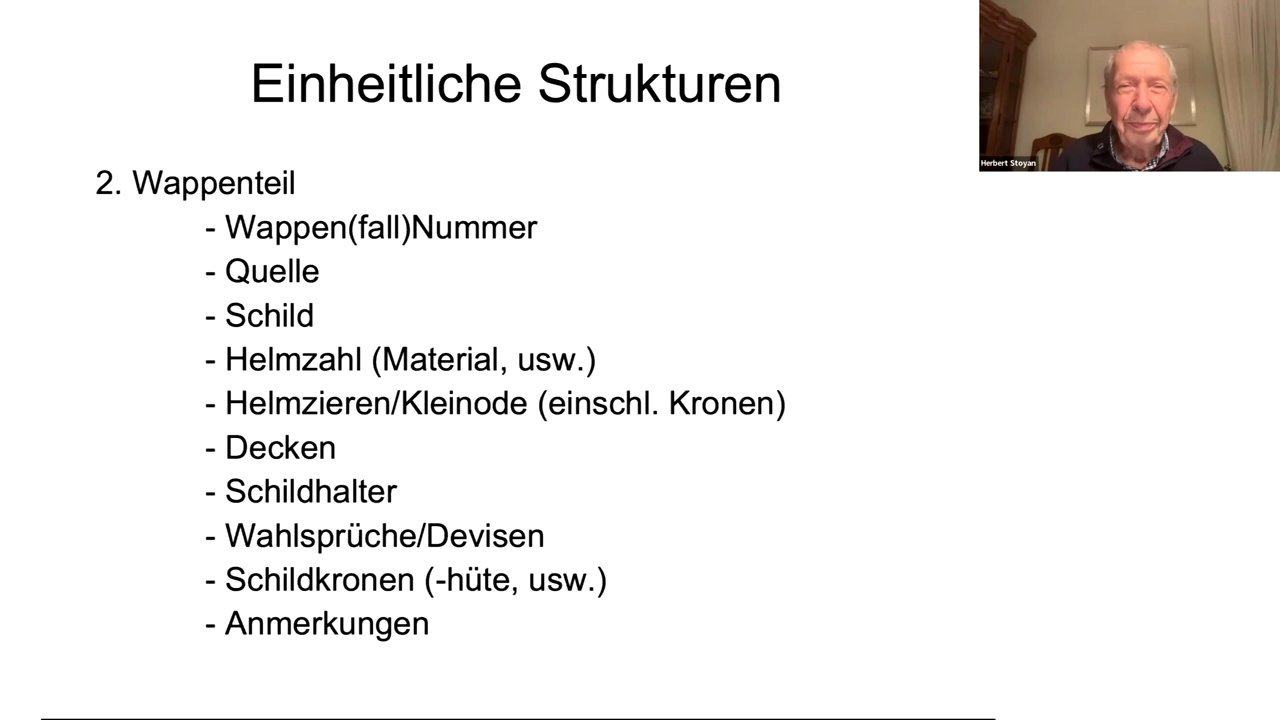 Einheitliche Strukturen
2. Wappenteil
- Wappen(fall)Nummer
- Quelle
- Schild
- Helmzahl (Material, usw.)
- Helmzieren/Kleinode (einschl. Kronen)
- Decken
- Schildhalter
- Wahlsprüche/Devisen
- Schildkronen (-hüte, usw.)
- Anmerkungen
Herbert Stoyan